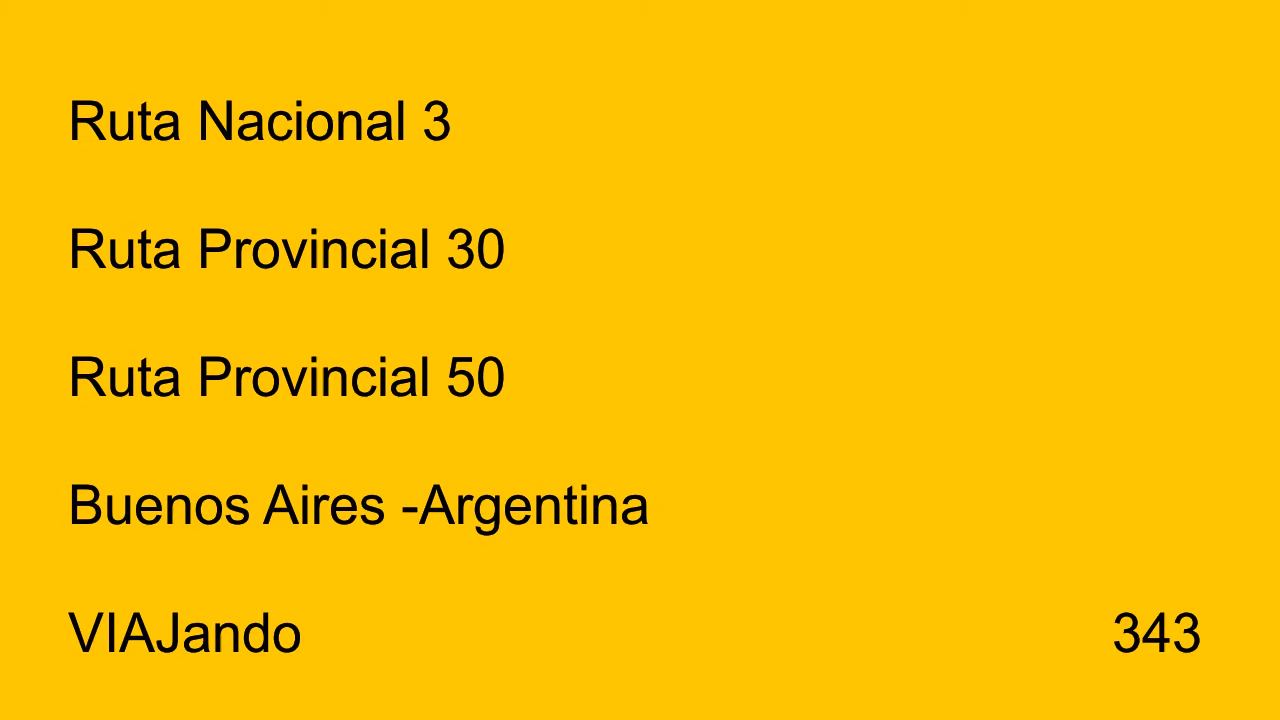 Ruta Nacional 3
Ruta Provincial 30
Ruta Provincial 50
Buenos Aires -Argentina
VIAJando 343